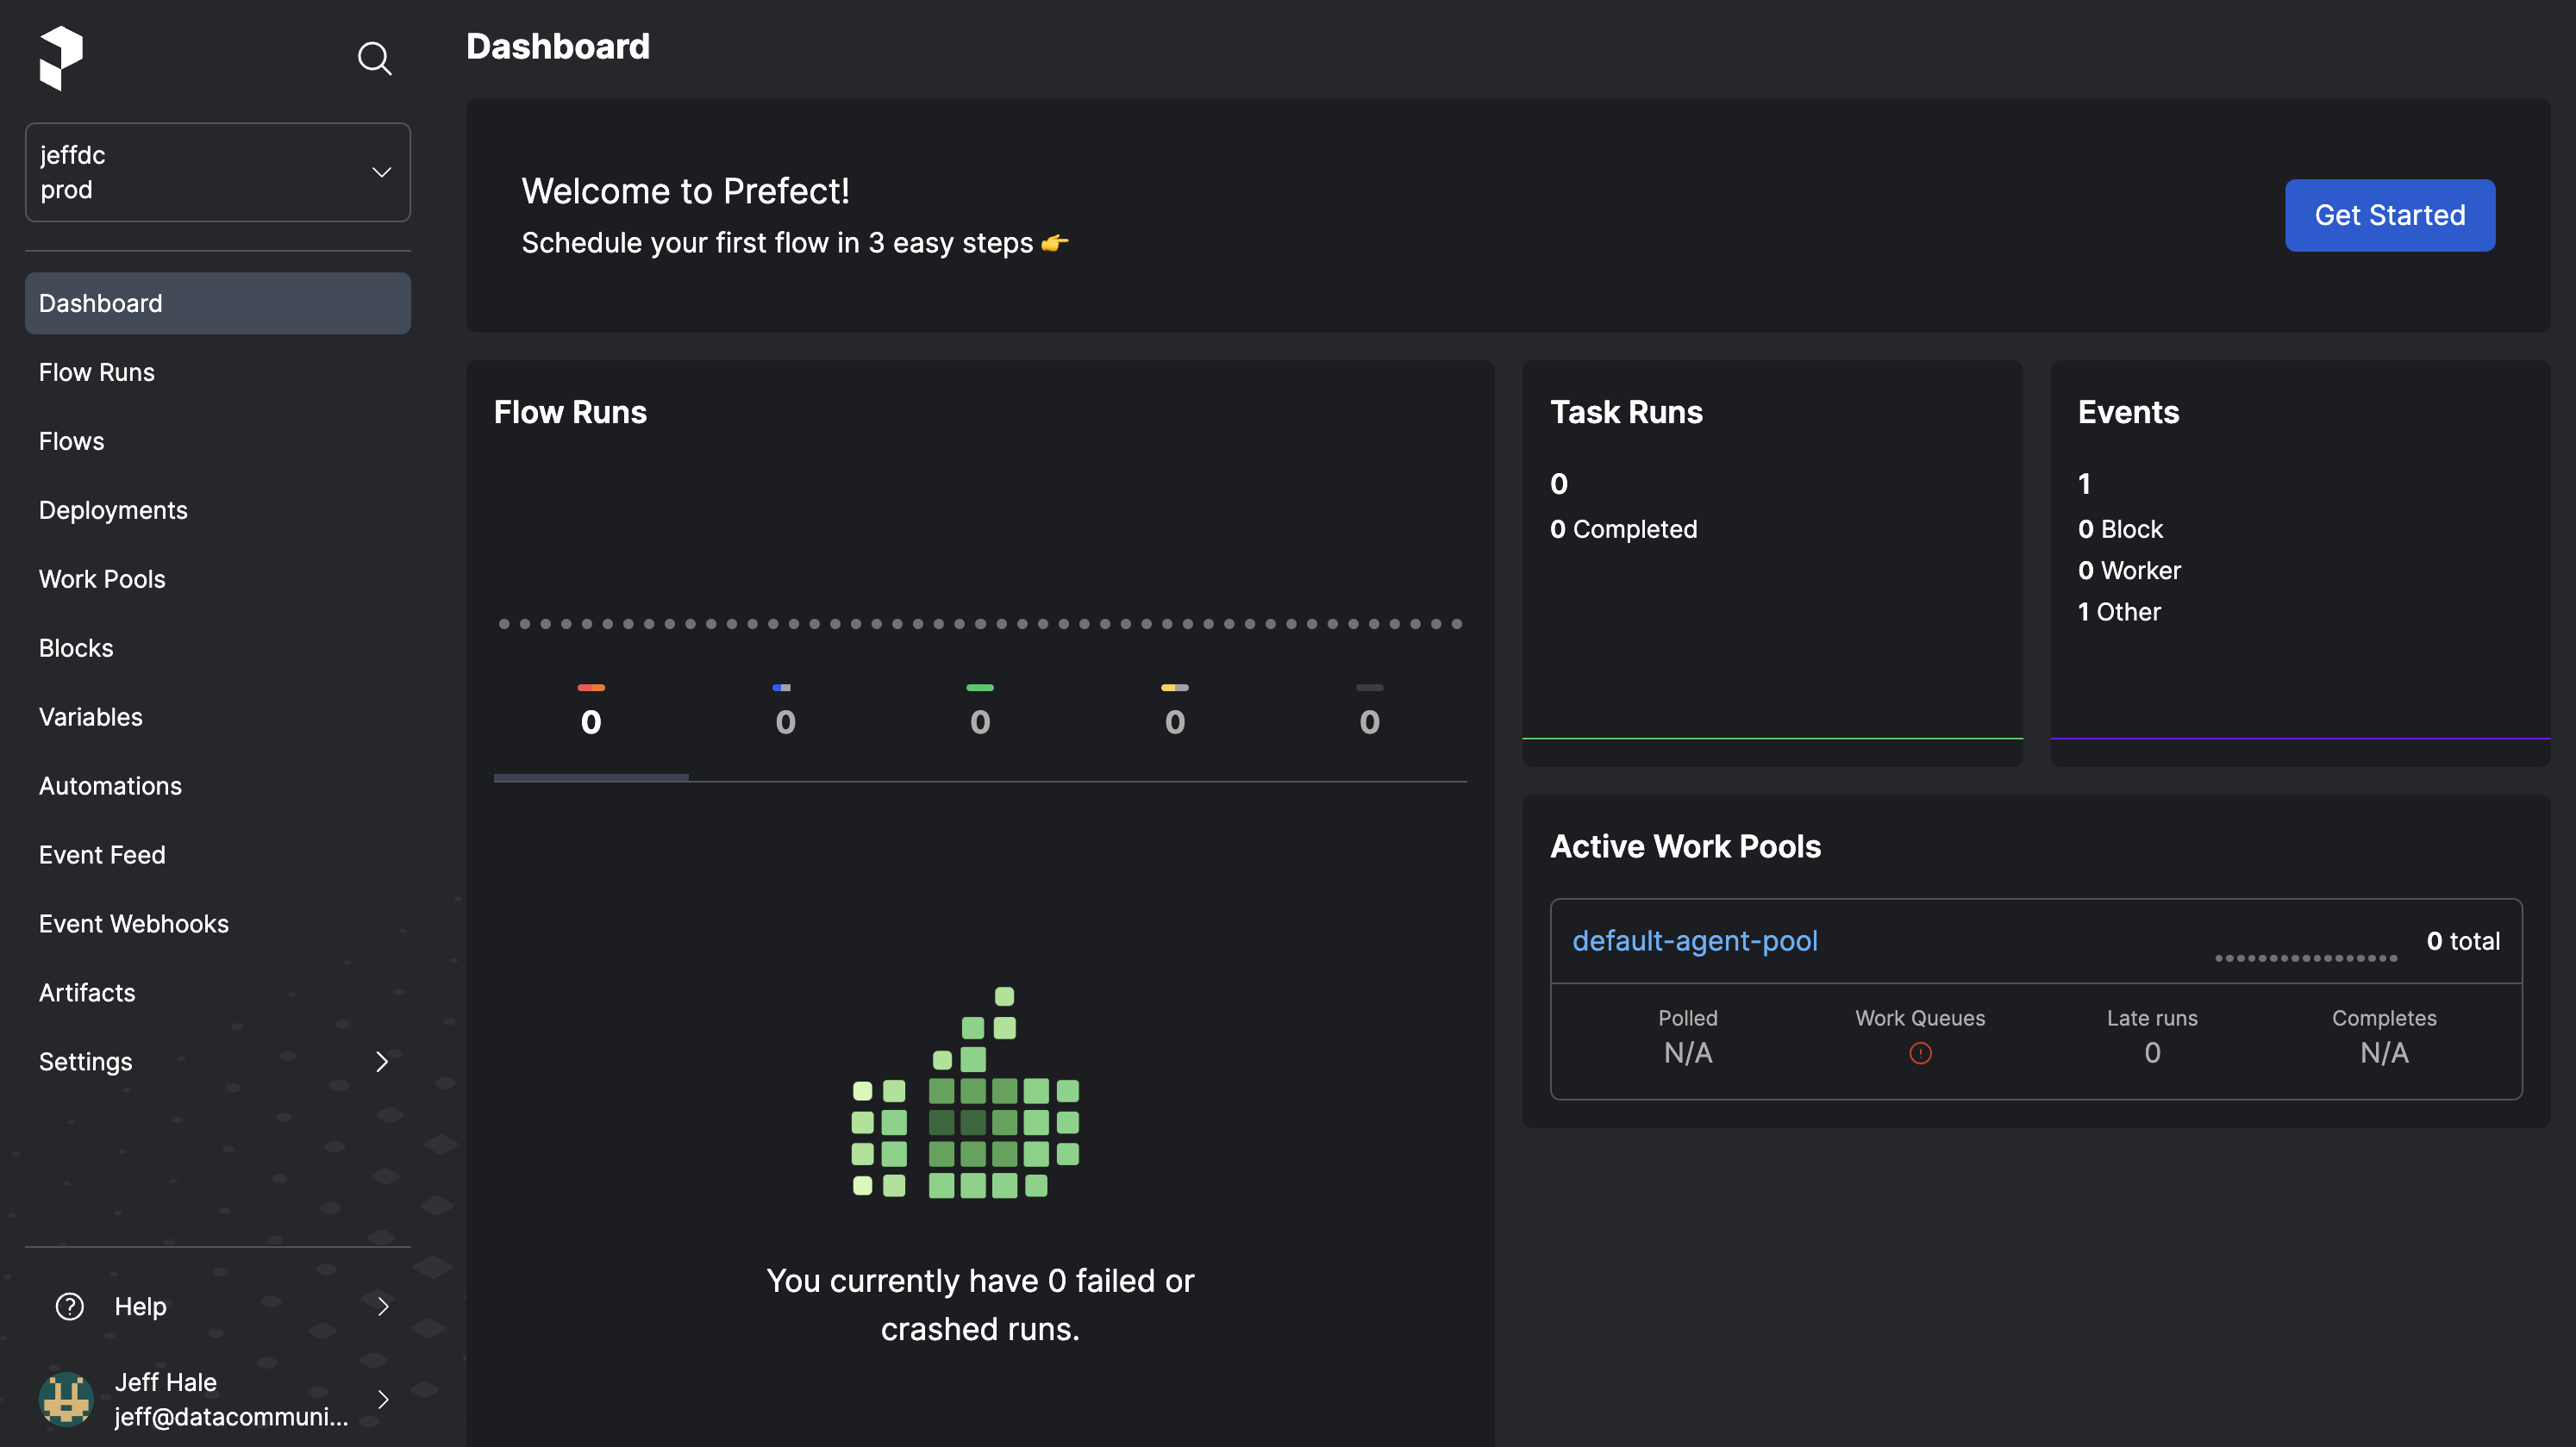 jeffdc
prod
Dashboard
Flow Runs
Flows
Deployments
Work Pools
Blocks
Variables
Automations
Event Feed
Event Webhooks
Artifacts
Settings
Help
Jeff Hale
jeff@datacommuni...
Dashboard
Welcome to Prefect!
Schedule your first flow in 3 easy steps 👉
Get Started
Flow Runs
0 0 0 0 0
You currently have 0 failed or
crashed runs.
Task Runs
0
0 Completed
Events
1
0 Block
0 Worker
1 Other
Active Work Pools
default-agent-pool 0 total
Polled Work Queues Late runs Completes
N/A 0 N/A